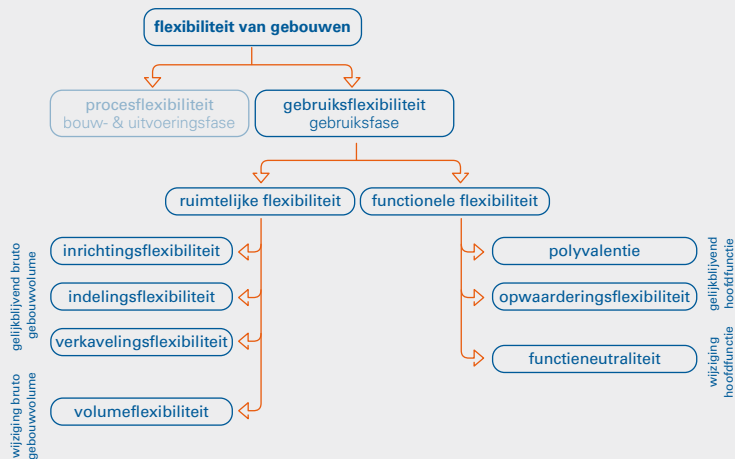 flexibiliteit van gebouwen
procesflexibiliteit
bouw- & uitvoeringsfase
gebruiksflexibiliteit
gebruiksfase
ruimtelijke flexibiliteit
functionele flexibiliteit
gelijkblijvend bruto
gebouwvolume
inrichtingsflexibiliteit
indelingsflexibiliteit
verkavelingsflexibiliteit
wijziging bruto
gebouwvolume
volumeflexibiliteit
polyvalentie
opwaarderingsflexibiliteit
gelijkblijvend
hoofdfunctie
functieneutraliteit
wijziging
hoofdfunctie